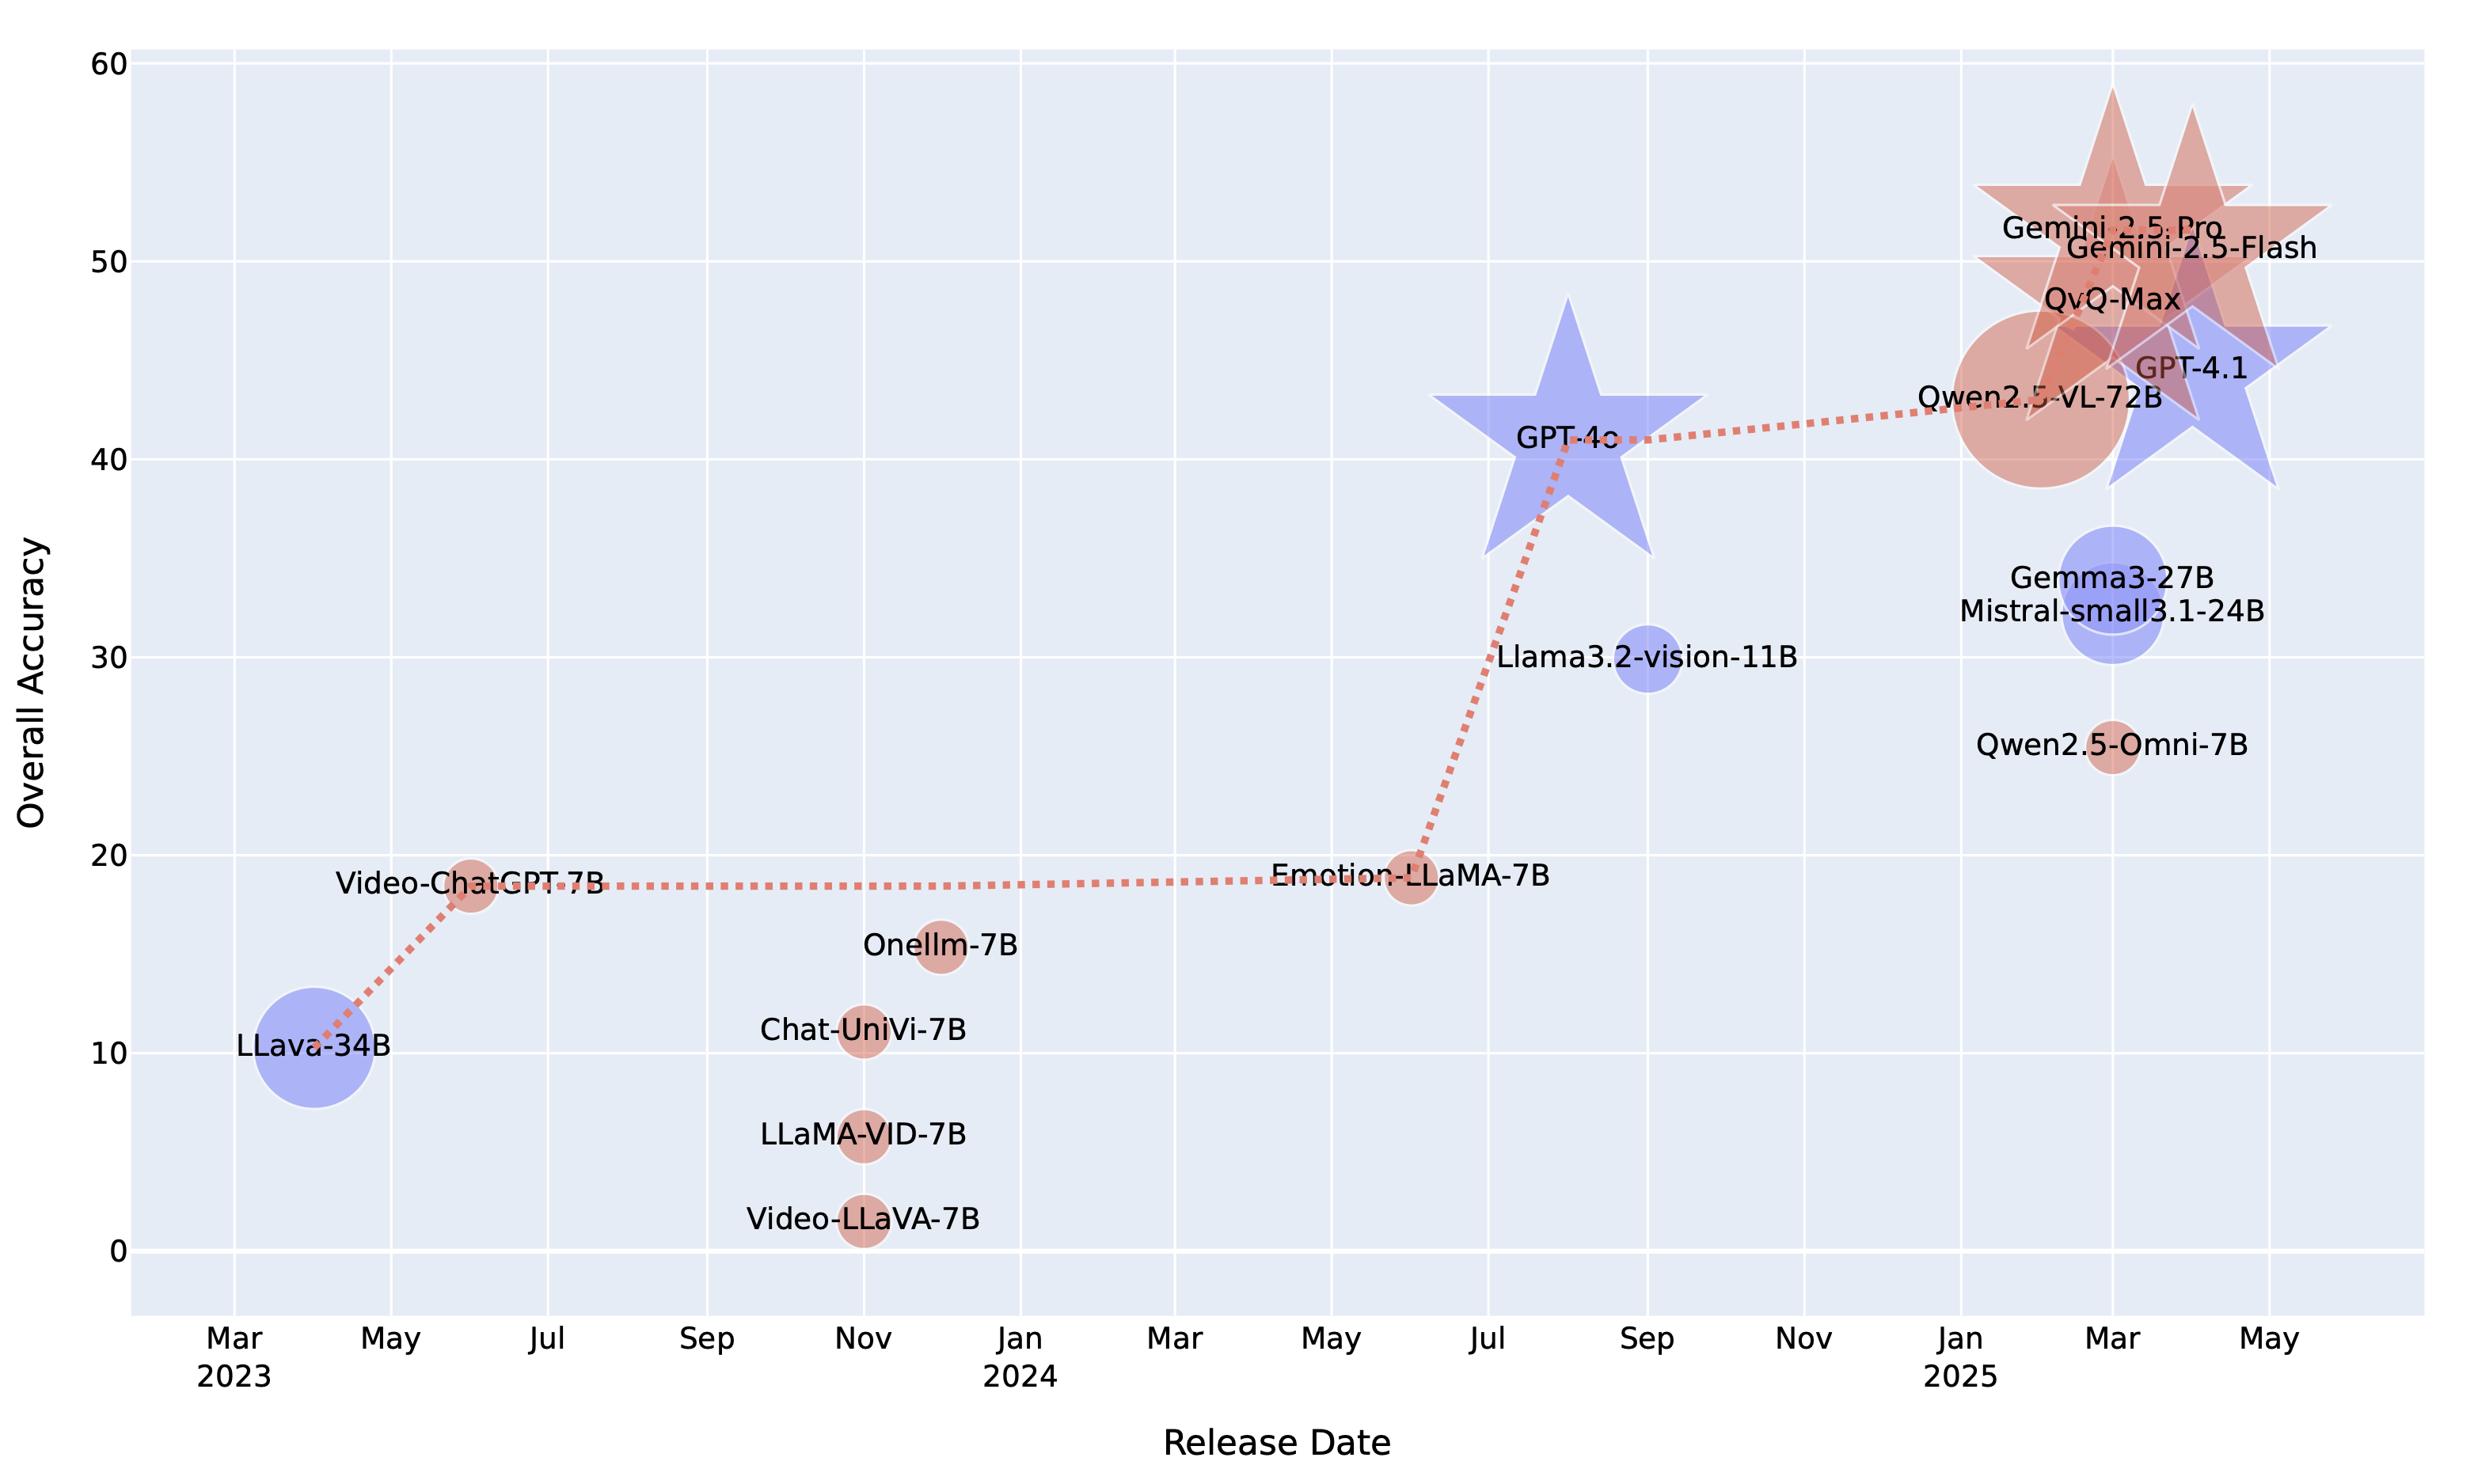 60
50
40
30
20
10
0
Overall Accuracy
Gemini-2.5-Pro
Gemini-2.5-Flash
QvQ-Max
GPT-4.1
Qwen2.5-VL-72B
GPT-4o
Gemma3-27B
Mistral-small3.1-24B
Llama3.2-vision-11B
Qwen2.5-Omni-7B
Video-ChatGPT-7B
Emotion-LLaMA-7B
Onellm-7B
Chat-UniVi-7B
LLava-34B
LLaMA-VID-7B
Video-LLaVA-7B
Mar May Jul Sep Nov Jan Mar May Jul Sep Nov Jan Mar May
2023 2024 2025
Release Date